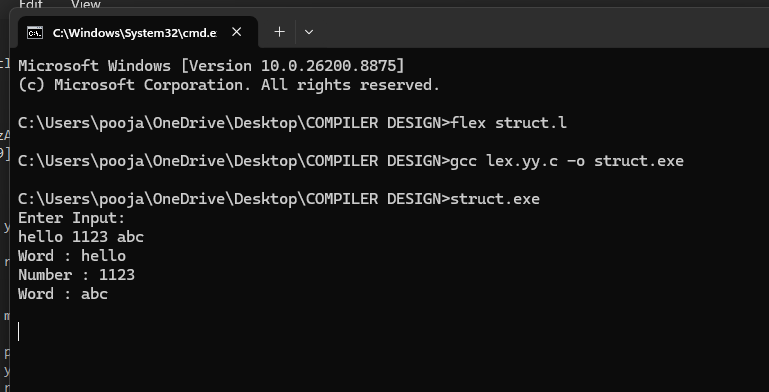 Edit View
C:\Windows\System32\cmd.e
Microsoft Windows [Version 10.0.26200.8875]
(c) Microsoft Corporation. All rights reserved.
C:\Users\pooja\OneDrive\Desktop\COMPILER DESIGN>flex struct.l
C:\Users\pooja\OneDrive\Desktop\COMPILER DESIGN>gcc lex.yy.c -o struct.exe
C:\Users\pooja\OneDrive\Desktop\COMPILER DESIGN>struct.exe
Enter Input:
hello 1123 abc
Word : hello
Number : 1123
Word : abc